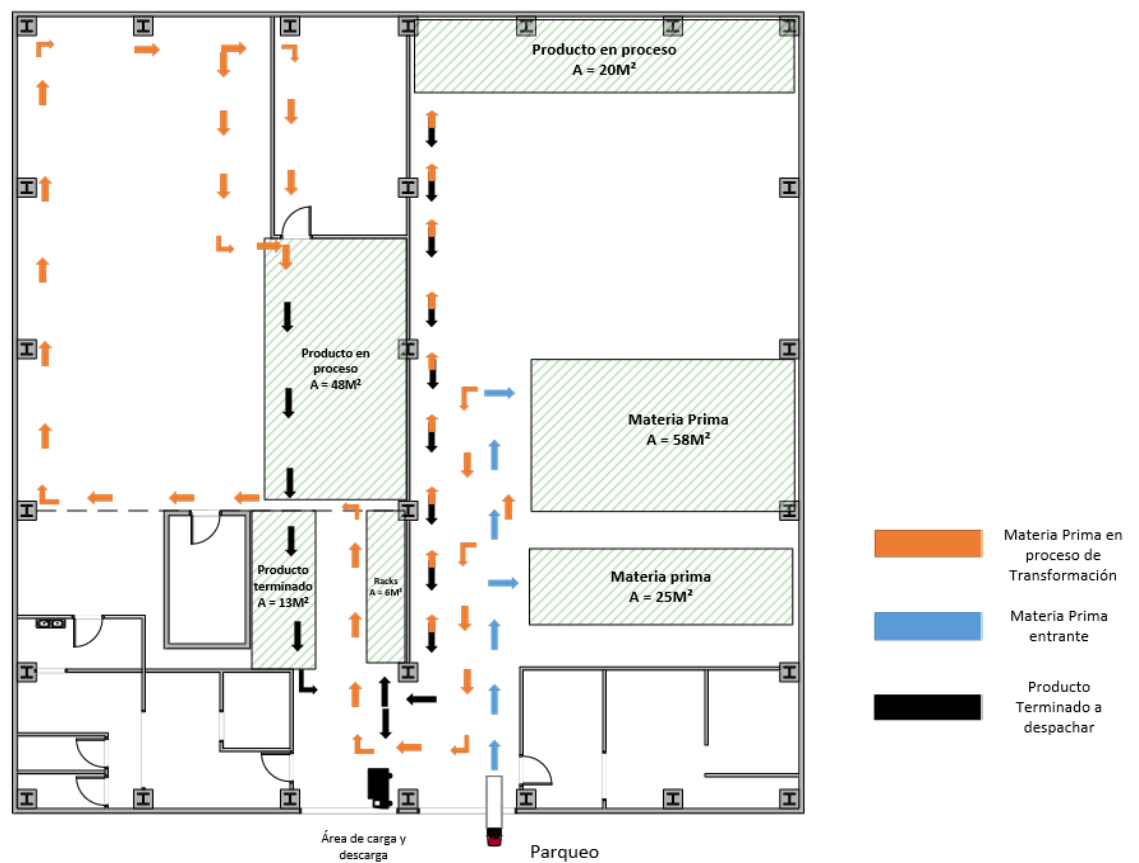 Producto en proceso
A = 20M²
Producto en
proceso
A = 48M²
Materia Prima
A = 58M²
Materia prima
A = 25M²
Producto
terminado
A = 13M²
Racks
A = 6M²
Materia Prima en
proceso de
Transformación
Materia Prima
entrante
Producto
Terminado a
despachar
Área de carga y
descarga
Parqueo